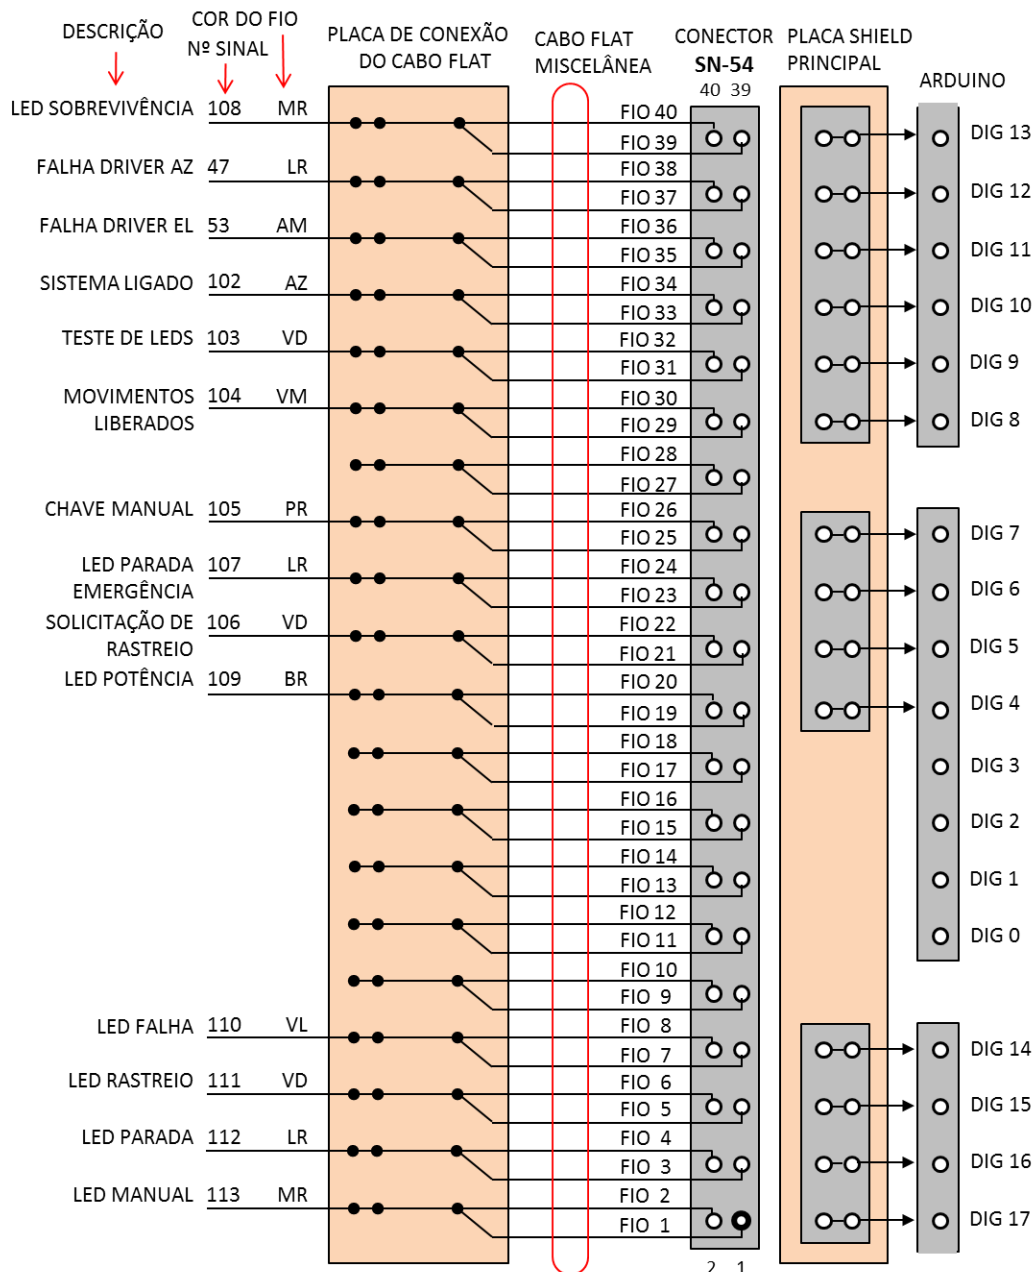 DESCRIÇÃO
COR DO FIO
Nº SINAL
PLACA DE CONEXÃO
DO CABO FLAT
CABO FLAT
MISCELÂNEA
CONECTOR
SN-54
40 39
PLACA SHIELD
PRINCIPAL
ARDUINO
LED SOBREVIVÊNCIA 108 MR FIO 40 DIG 13
FIO 39
FALHA DRIVER AZ 47 LR FIO 38 DIG 12
FIO 37
FALHA DRIVER EL 53 AM FIO 36 DIG 11
FIO 35
SISTEMA LIGADO 102 AZ FIO 34 DIG 10
FIO 33
TESTE DE LEDS 103 VD FIO 32 DIG 9
FIO 31
MOVIMENTOS 104 VM FIO 30 DIG 8
LIBERADOS FIO 29
FIO 28
FIO 27
CHAVE MANUAL 105 PR FIO 26 DIG 7
FIO 25
LED PARADA 107 LR FIO 24 DIG 6
EMERGÊNCIA FIO 23
SOLICITAÇÃO DE 106 VD FIO 22 DIG 5
RASTREIO FIO 21
LED POTÊNCIA 109 BR FIO 20 DIG 4
FIO 19
FIO 18 DIG 3
FIO 17
FIO 16 DIG 2
FIO 15
FIO 14 DIG 1
FIO 13
FIO 12 DIG 0
FIO 11
FIO 10
FIO 9
LED FALHA 110 VL FIO 8 DIG 14
FIO 7
LED RASTREIO 111 VD FIO 6 DIG 15
FIO 5
LED PARADA 112 LR FIO 4 DIG 16
FIO 3
LED MANUAL 113 MR FIO 2 DIG 17
FIO 1
2 1